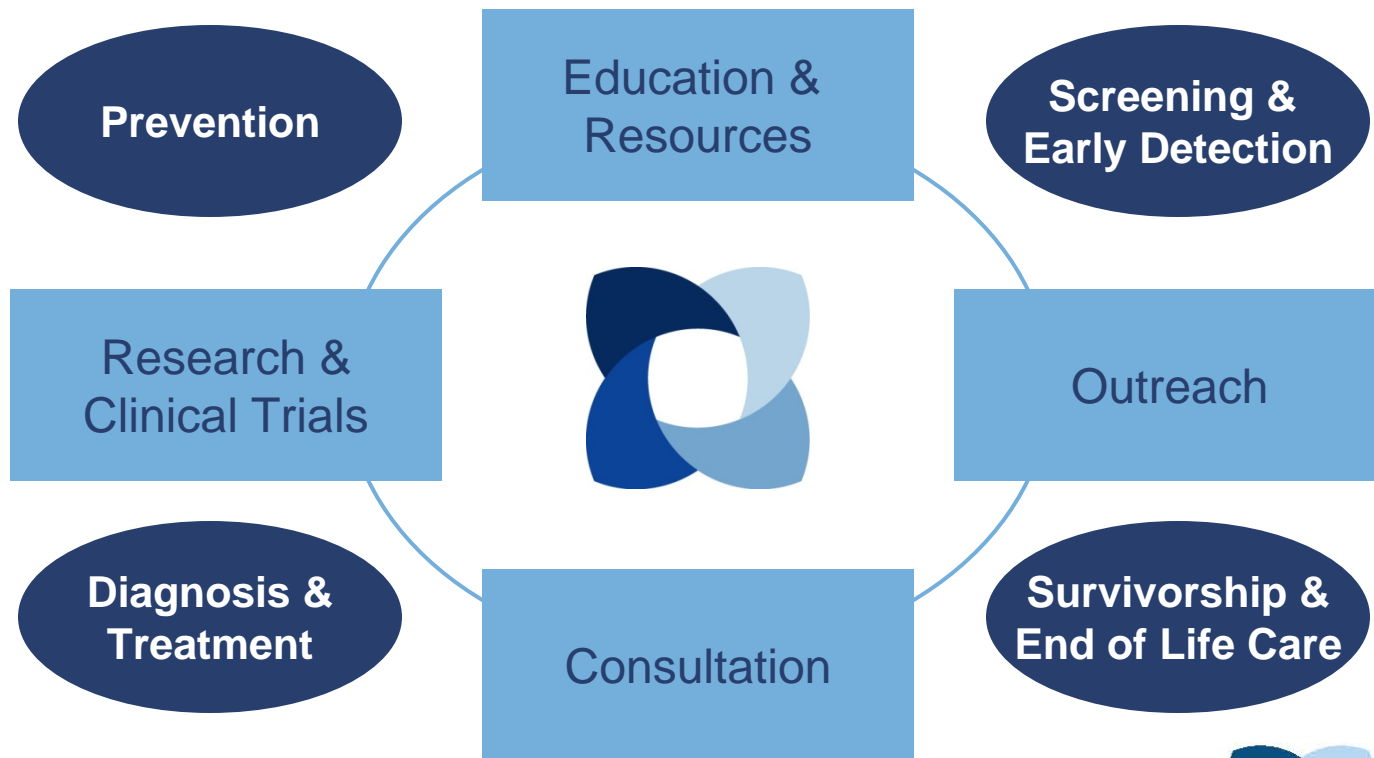 Prevention
Education &
Resources
Screening &
Early Detection
Research &
Clinical Trials
Outreach
Diagnosis &
Treatment
Consultation
Survivorship &
End of Life Care